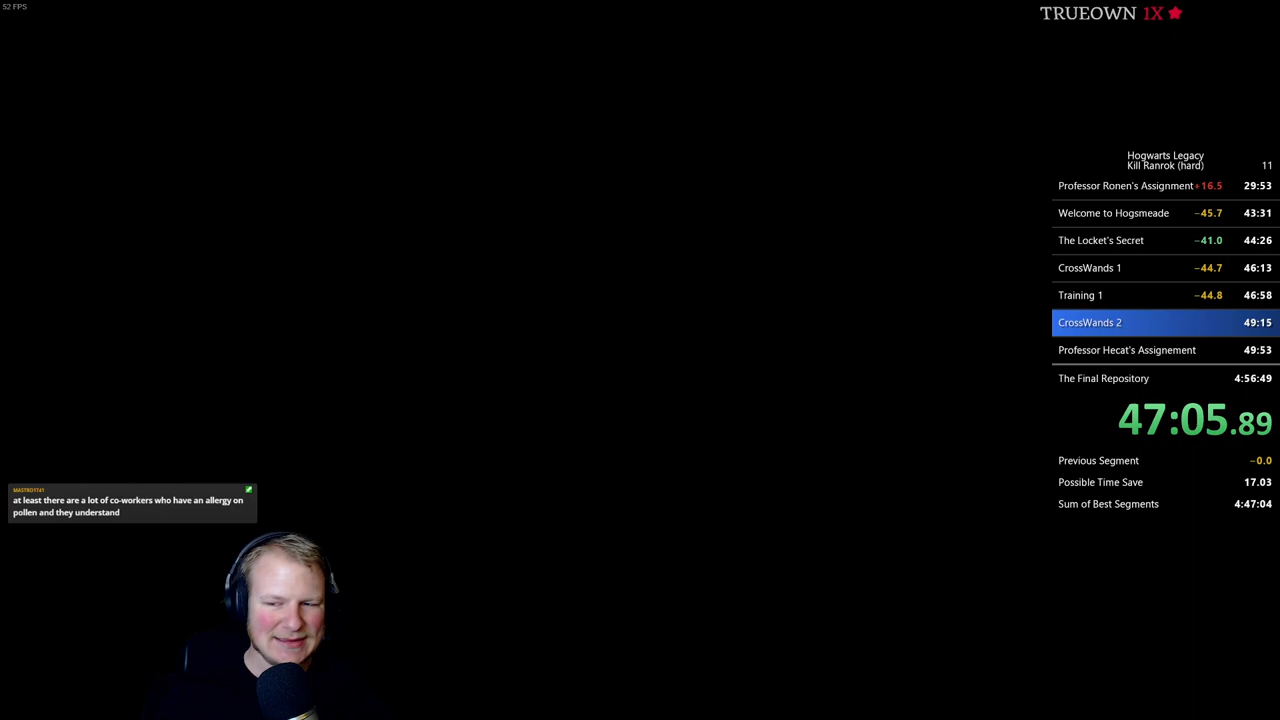 52 FPS
TRUEOWN 1X
Hogwarts Legacy
Kill Ranrok (hard) 11
Professor Ronen's Assignment +16.5 29:53
Welcome to Hogsmeade −45.7 43:31
The Locket's Secret −41.0 44:26
CrossWands 1 −44.7 46:13
Training 1 −44.8 46:58
CrossWands 2 49:15
Professor Hecat's Assignement 49:53
The Final Repository 4:56:49
47:05.89
Previous Segment −0.0
Possible Time Save 17.03
Sum of Best Segments 4:47:04
MASTRO1141
at least there are a lot of co-workers who have an allergy on
pollen and they understand